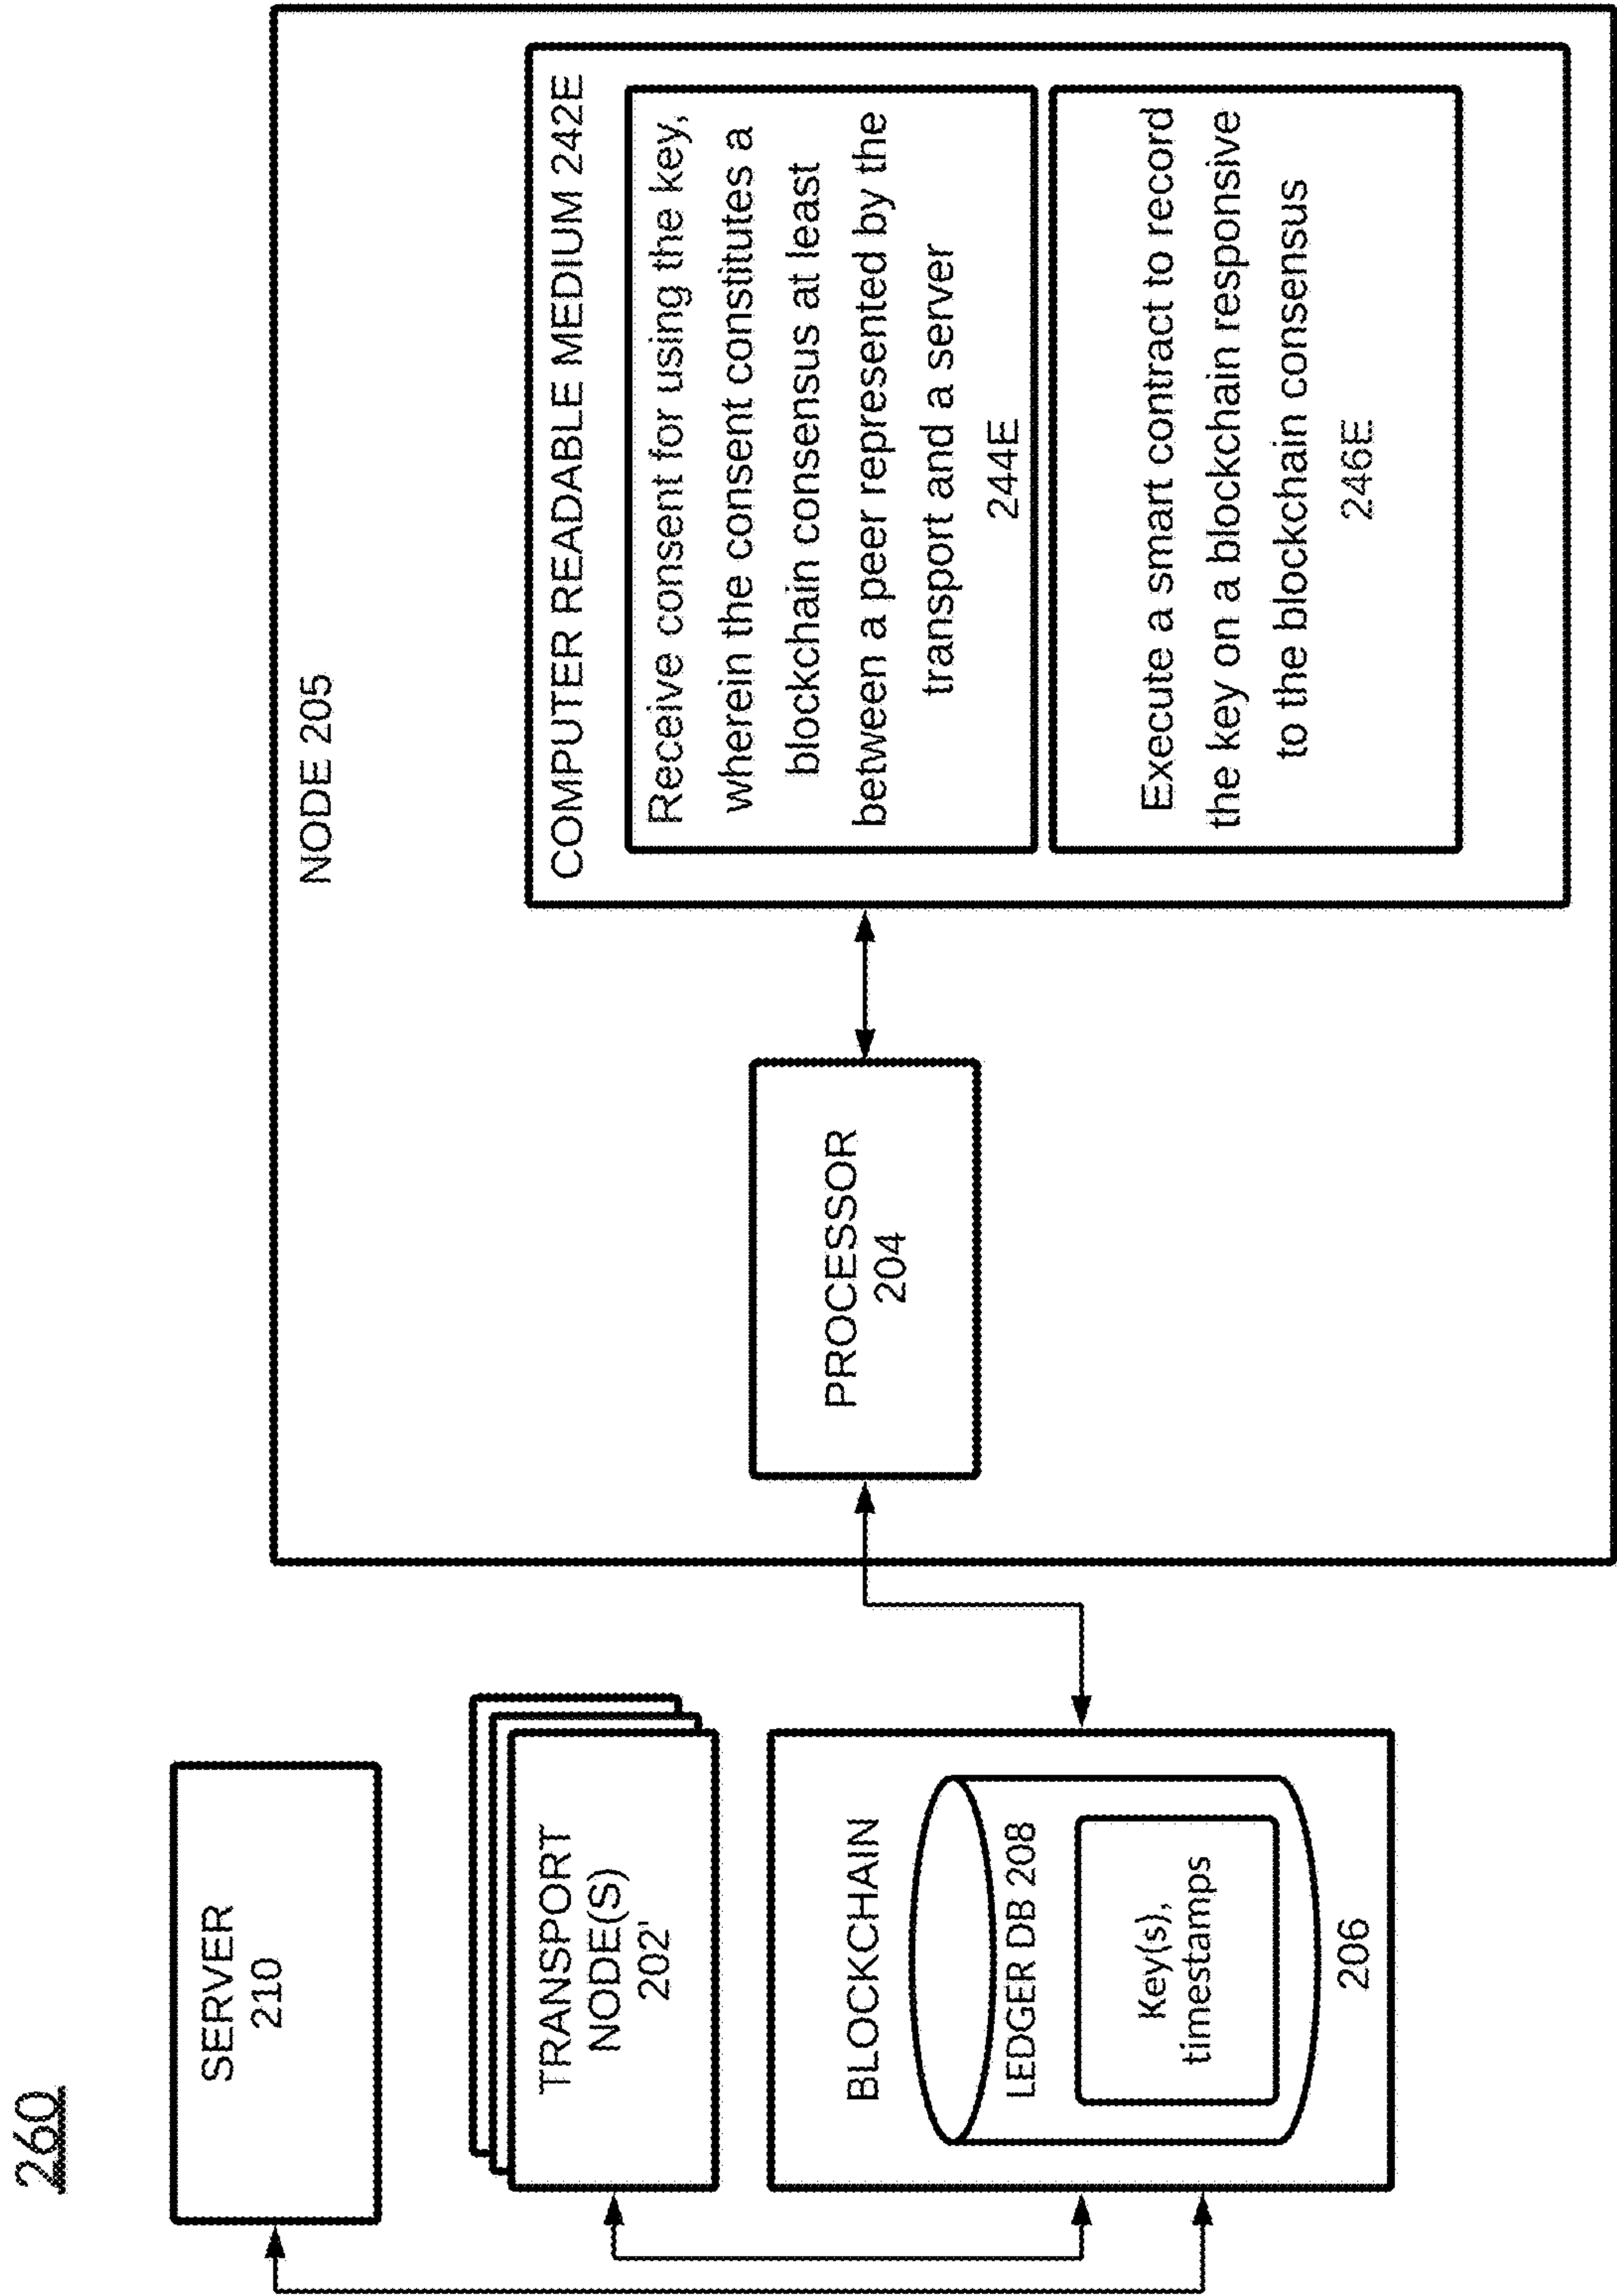 260
SERVER
210
TRANSPORT
NODE(S)
202'
BLOCKCHAIN
LEDGER DB 208
Key(s),
timestamps
206
NODE 205
PROCESSOR
204
COMPUTER READABLE MEDIUM 242E
Receive consent for using the key,
wherein the consent constitutes a
blockchain consensus at least
between a peer represented by the
transport and a server
244E
Execute a smart contract to record
the key on a blockchain responsive
to the blockchain consensus
246E